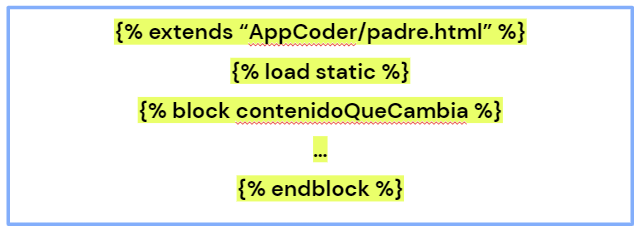 {% extends “AppCoder/padre.html” %}
{% load static %}
{% block contenidoQueCambia %}
…
{% endblock %}